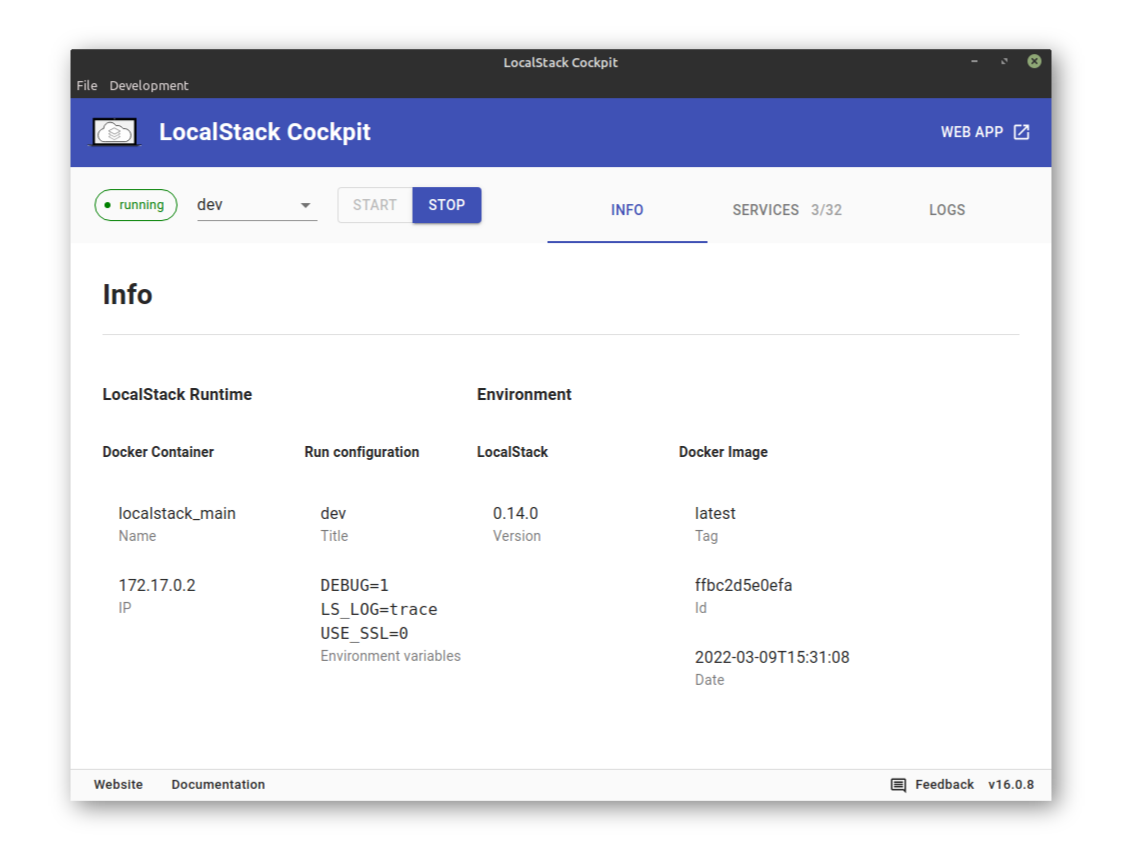 LocalStack Cockpit
File Development
LocalStack Cockpit
WEB APP
running
dev
START
STOP
INFO
SERVICES 3/32
LOGS
Info
LocalStack Runtime
Environment
Docker Container
Run configuration
LocalStack
Docker Image
localstack_main
Name
dev
Title
0.14.0
Version
latest
Tag
172.17.0.2
IP
DEBUG=1
LS_LOG=trace
USE_SSL=0
Environment variables
ffbc2d5e0efa
Id
2022-03-09T15:31:08
Date
Website
Documentation
Feedback
v16.0.8